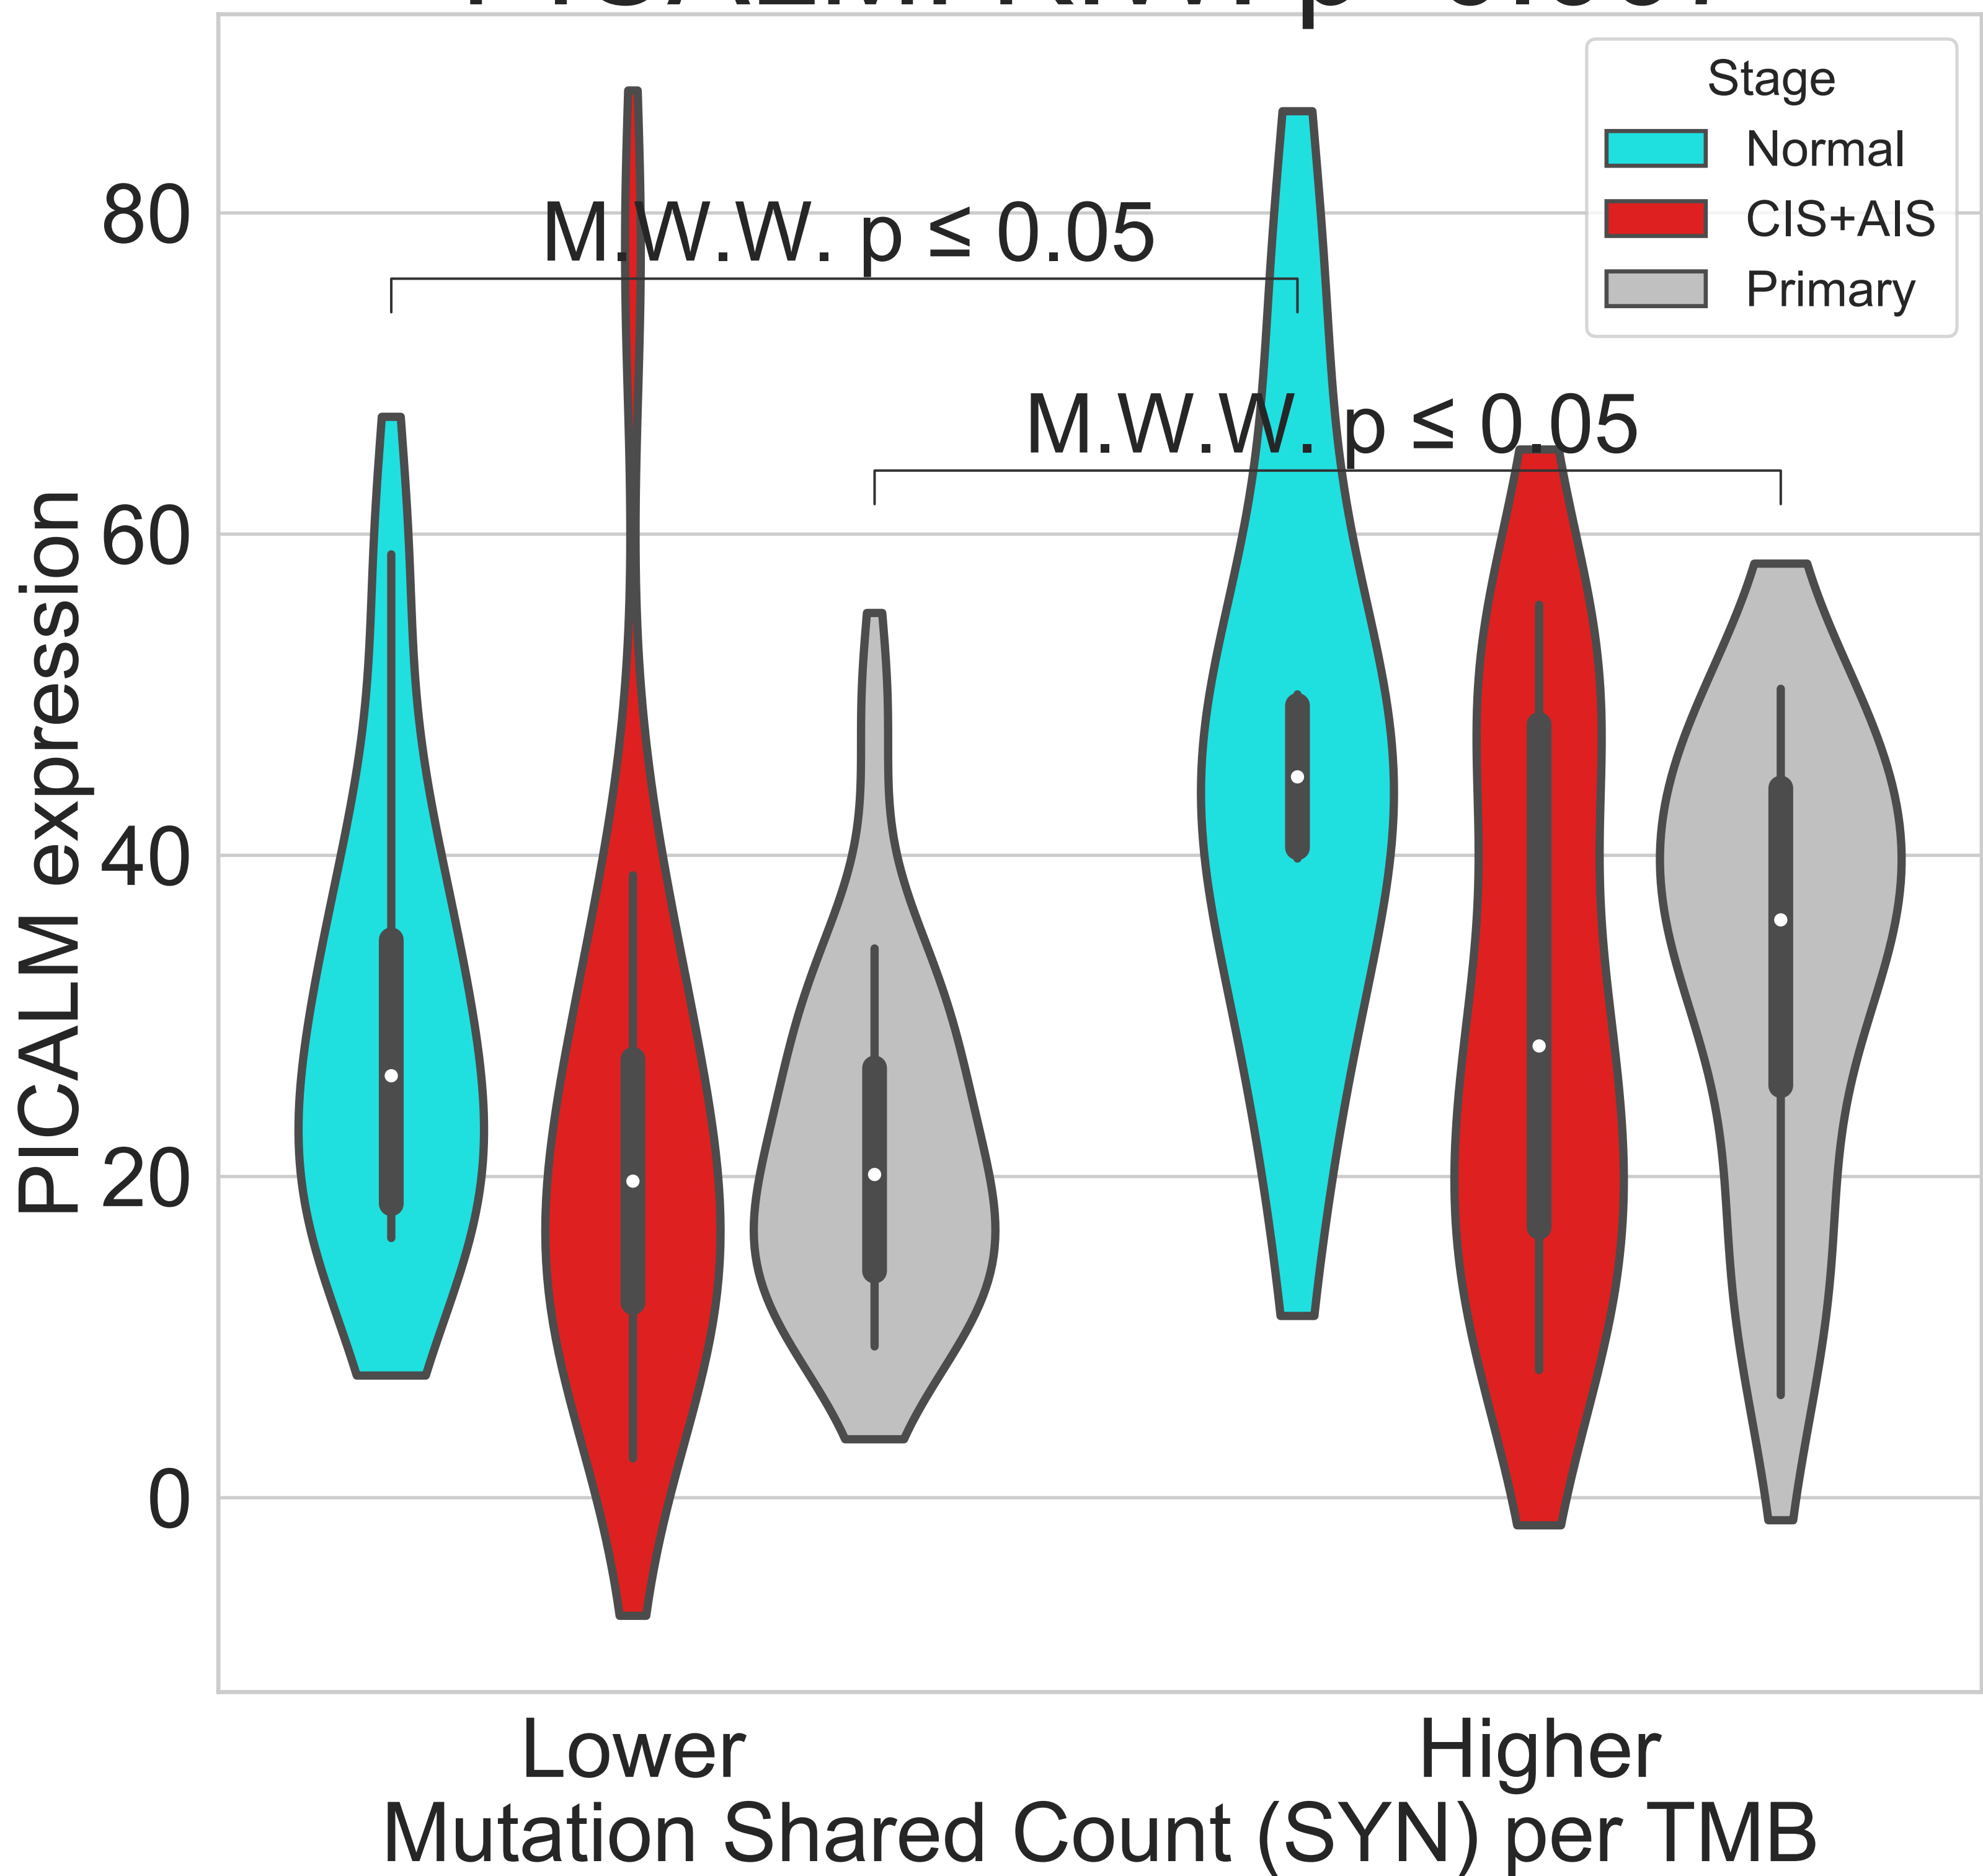 Stage
Normal
CIS+AIS
Primary
M.W.W. p ≤ 0.05
M.W.W. p ≤ 0.05
PICALM expression
80
60
40
20
0
Lower
Higher
Mutation Shared Count (SYN) per TMB